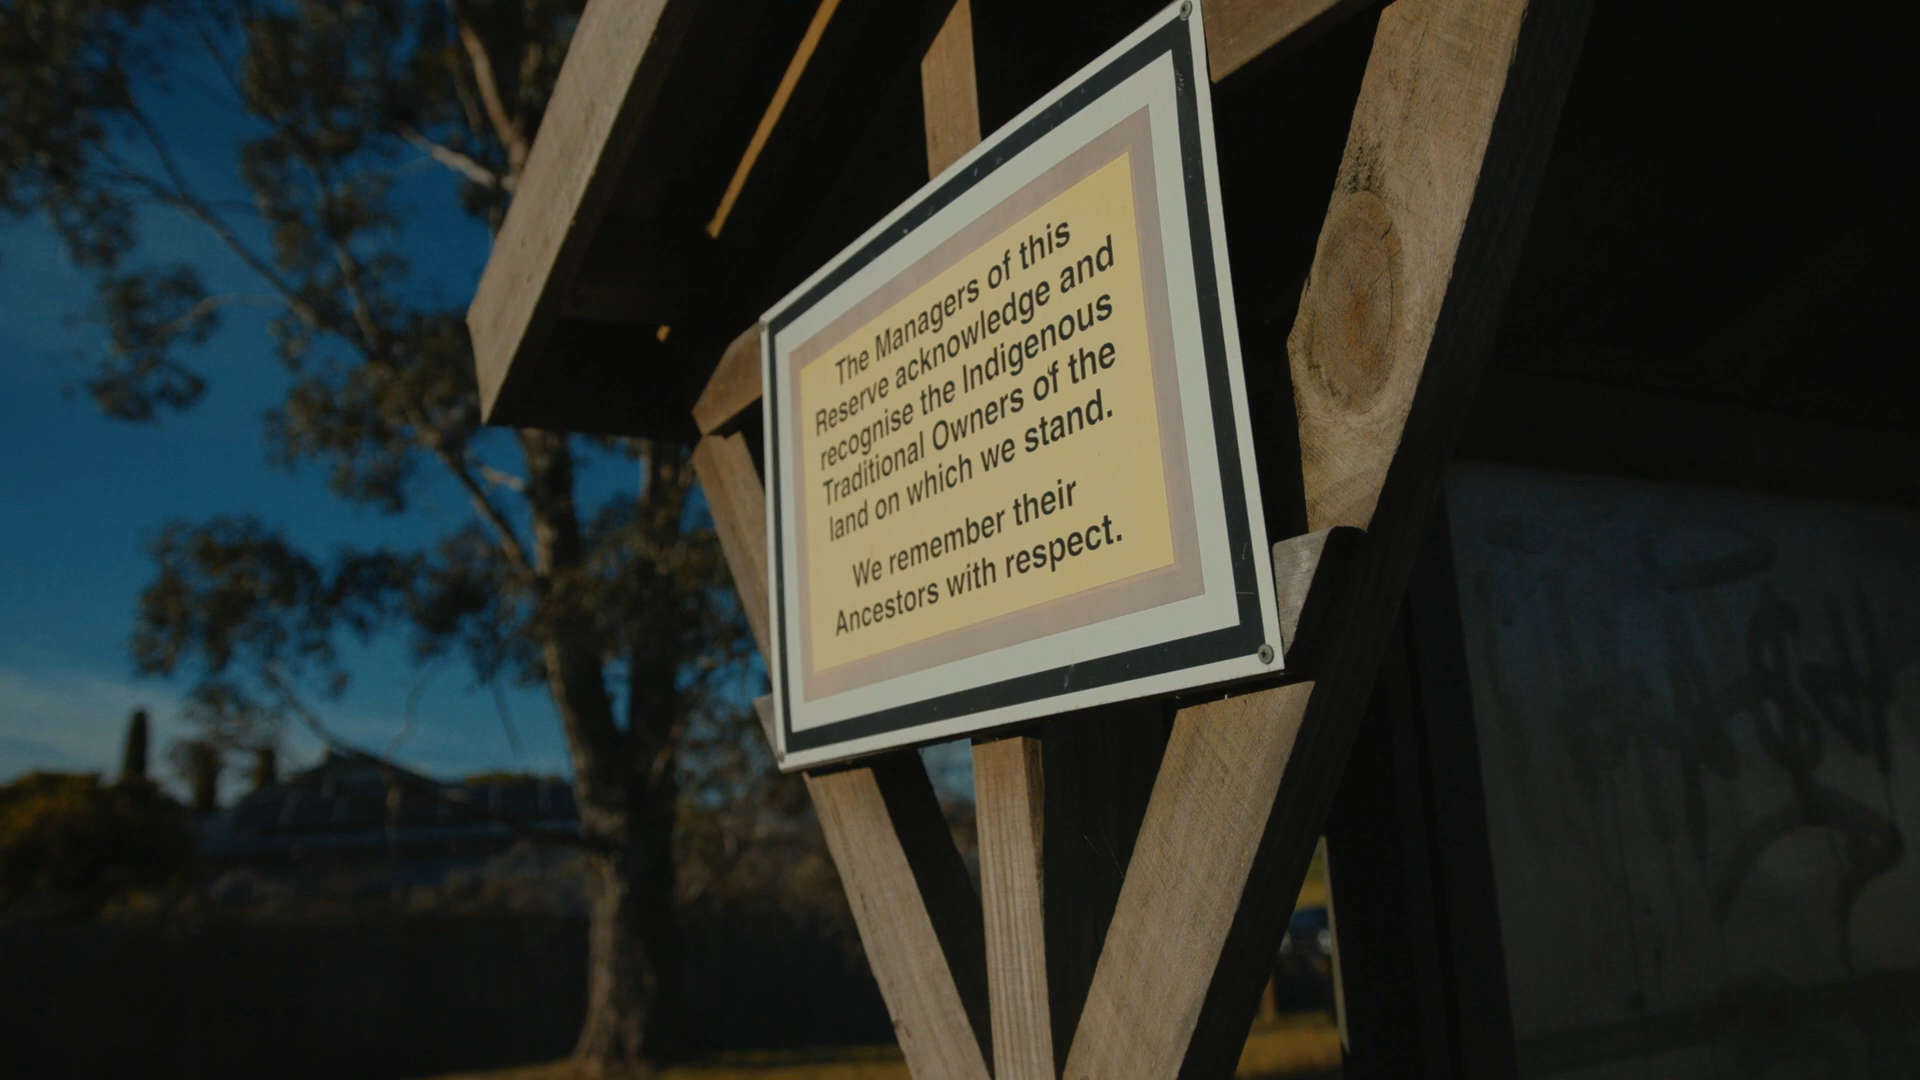 The Managers of this
Reserve acknowledge and
recognise the Indigenous
Traditional Owners of the
land on which we stand.
We remember their
Ancestors with respect.